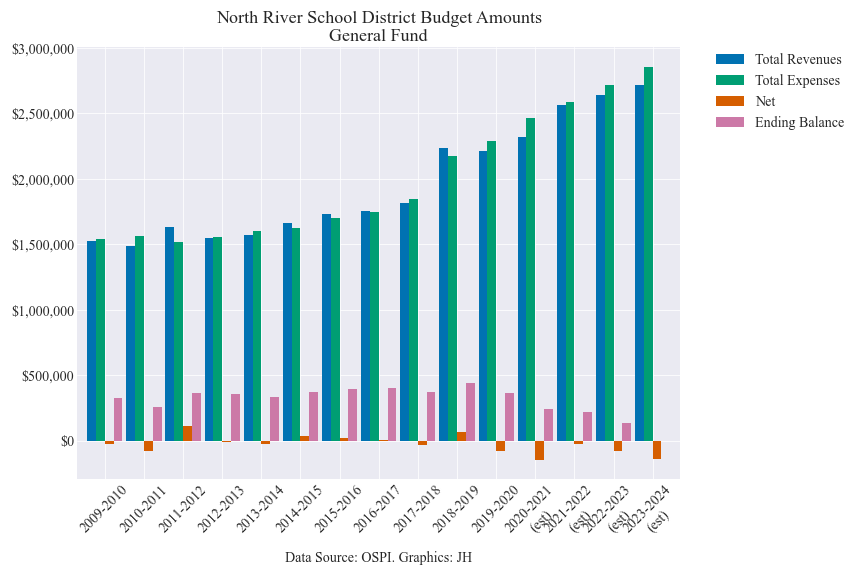 North River School District Budget Amounts
General Fund
$3,000,000
$2,500,000
$2,000,000
$1,500,000
$1,000,000
$500,000
$0
Total Revenues
Total Expenses
Net
Ending Balance
2009-2010
2010-2011
2011-2012
2012-2013
2013-2014
2014-2015
2015-2016
2016-2017
2017-2018
2018-2019
2019-2020
2020-2021
(est)
2021-2022
(est)
2022-2023
(est)
2023-2024
(est)
Data Source: OSPI. Graphics: JH